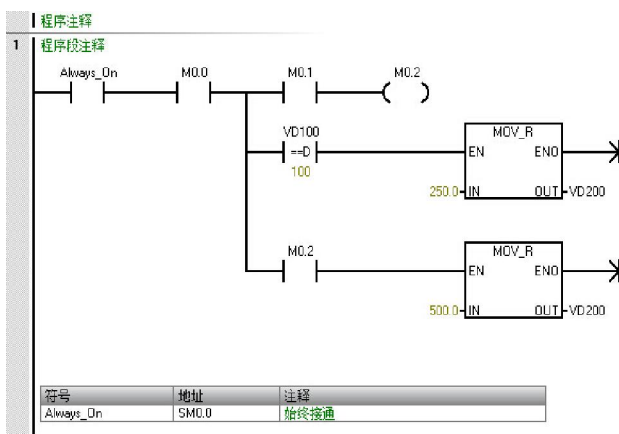 程序注释
1 程序段注释
Always_On M0.0 M0.1 M0.2
VD100
==D
100
MOV_R
EN ENO
250.0 IN OUT VD200
M0.2
MOV_R
EN ENO
500.0 IN OUT VD200
符号 地址 注释
Always_On SM0.0 始终接通